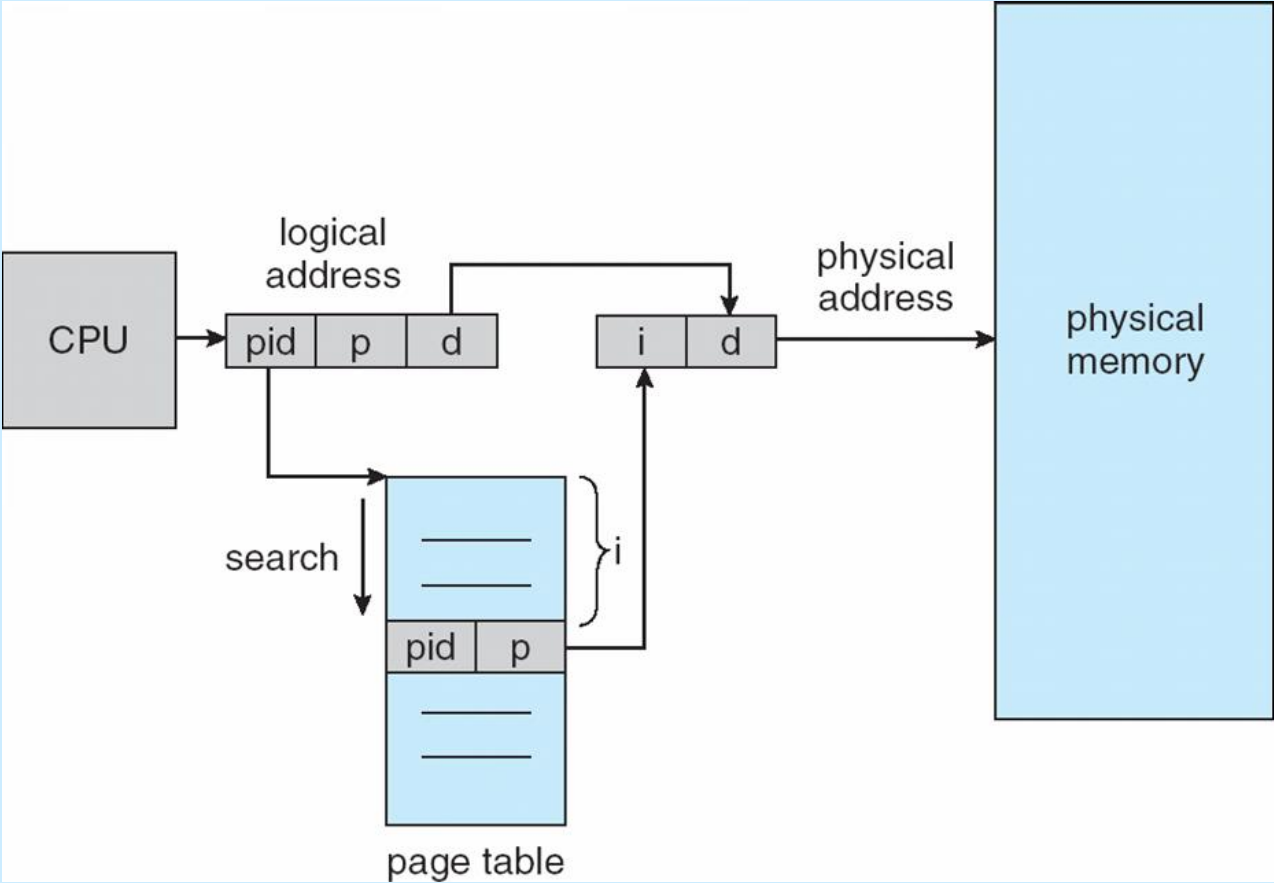 logical
address
physical
address
CPU
pid p d
i d
physical
memory
search
i
pid p
page table